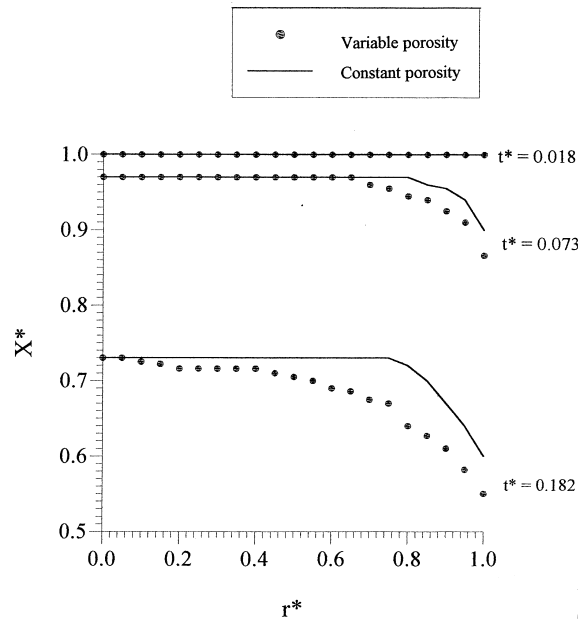 Variable porosity
Constant porosity
1.0
t* = 0.018
0.9
t* = 0.073
0.8
X*
0.7
0.6
t* = 0.182
0.5
0.0 0.2 0.4 0.6 0.8 1.0
r*